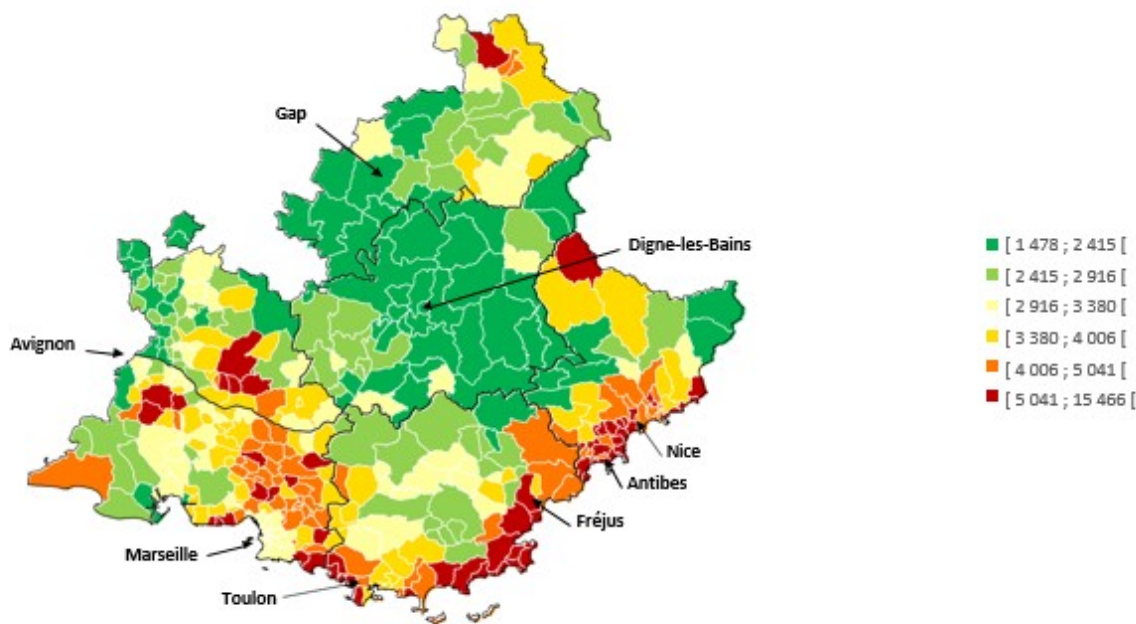 Gap
Digne-les-Bains
Avignon
Nice
Antibes
Fréjus
Marseille
Toulon
[ 1 478 ; 2 415 [
[ 2 415 ; 2 916 [
[ 2 916 ; 3 380 [
[ 3 380 ; 4 006 [
[ 4 006 ; 5 041 [
[ 5 041 ; 15 466 [